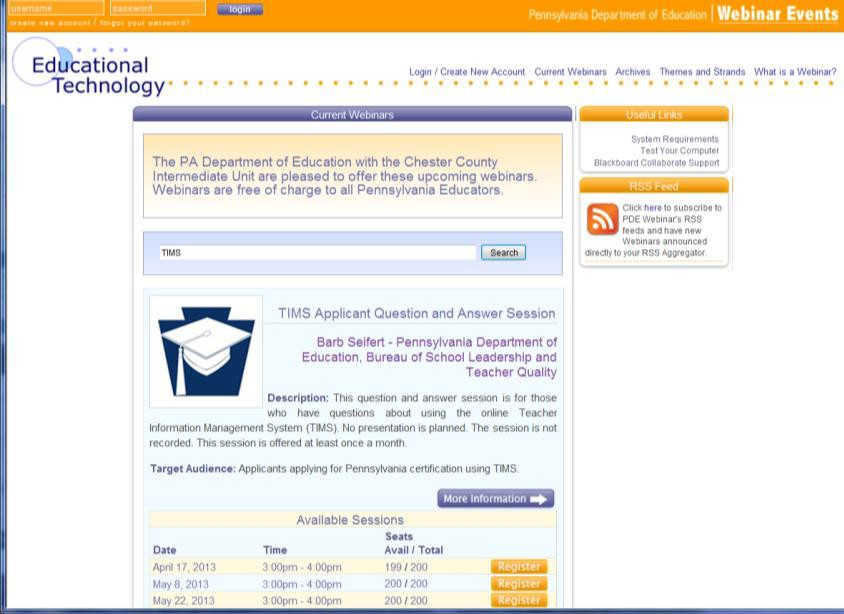 username password login
create new account / forgot your password?
Pennsylvania Department of Education | Webinar Events
Educational
Technology
Login / Create New Account Current Webinars Archives Themes and Strands What is a Webinar?
Current Webinars
The PA Department of Education with the Chester County
Intermediate Unit are pleased to offer these upcoming webinars.
Webinars are free of charge to all Pennsylvania Educators.
TIMS Search
TIMS Applicant Question and Answer Session
Barb Seifert - Pennsylvania Department of
Education, Bureau of School Leadership and
Teacher Quality
Description: This question and answer session is for those
who have questions about using the online Teacher
Information Management System (TIMS). No presentation is planned. The session is not
recorded. This session is offered at least once a month.
Target Audience: Applicants applying for Pennsylvania certification using TIMS.
More Information
Available Sessions
Seats
Date Time Avail / Total
April 17, 2013 3:00pm - 4:00pm 199 / 200 Register
May 8, 2013 3:00pm - 4:00pm 200 / 200 Register
May 22, 2013 3:00pm - 4:00pm 200 / 200 Register
Useful Links
System Requirements
Test Your Computer
Blackboard Collaborate Support
RSS Feed
Click here to subscribe to
PDE Webinar's RSS
feeds and have new
Webinars announced
directly to your RSS Aggregator.